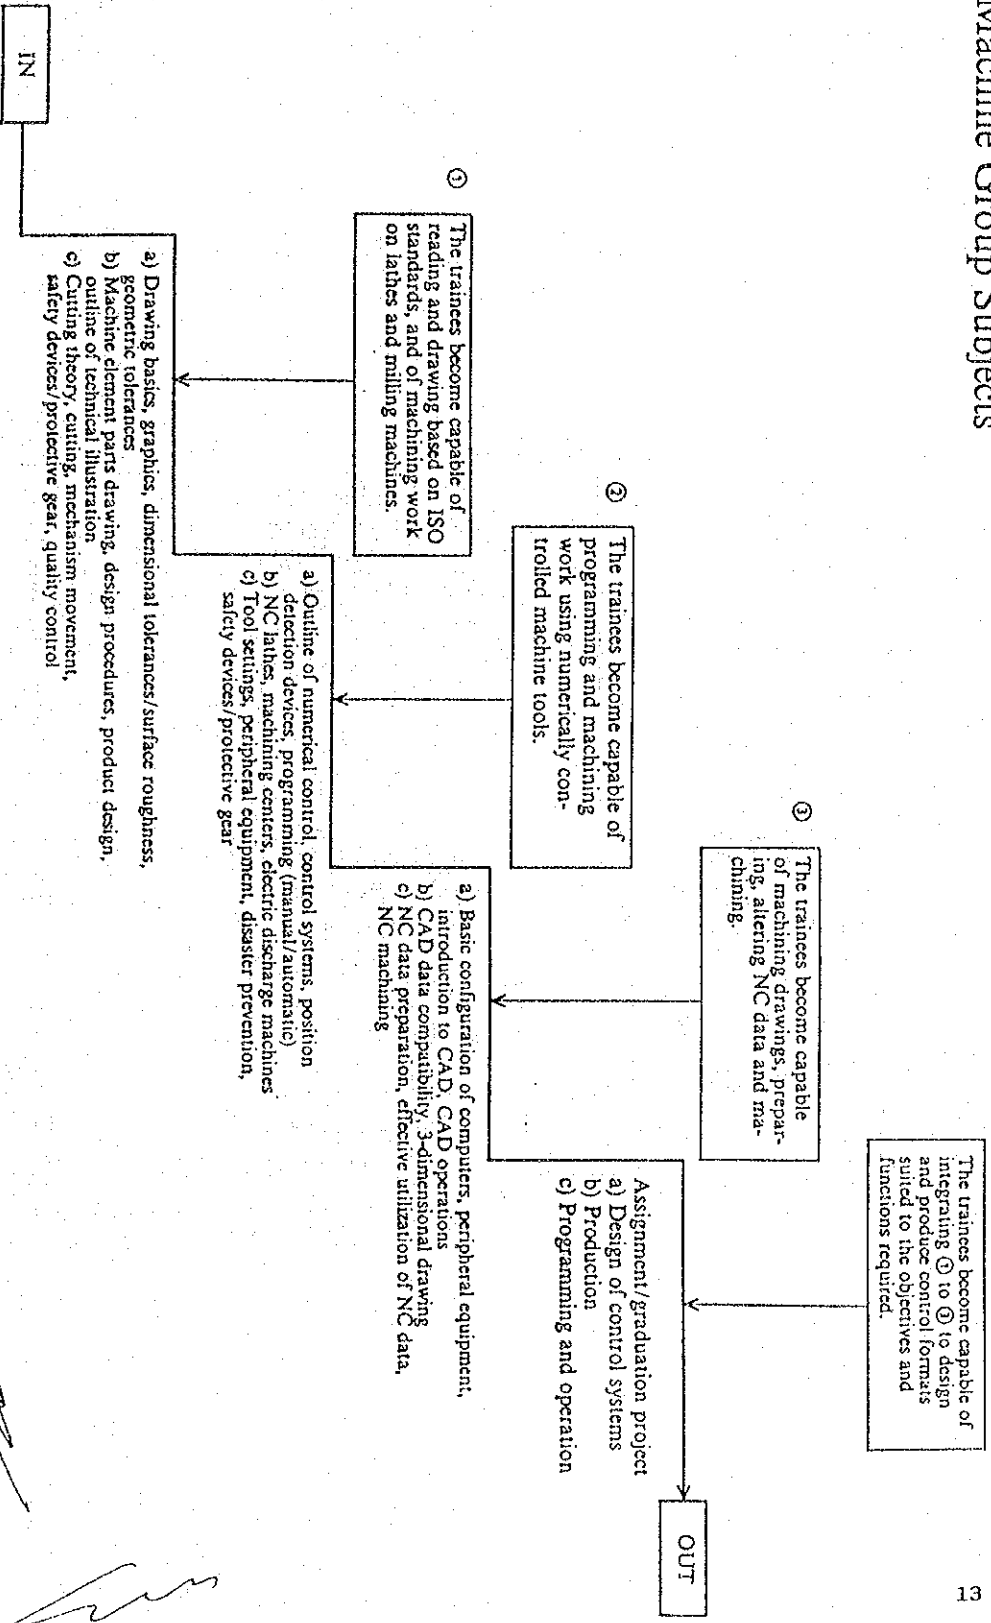 Machine Group Subjects
IN
①
The trainees become capable of
reading and drawing based on ISO
standards, and of machining work
on lathes and milling machines.
a) Drawing basics, graphics, dimensional tolerances/surface roughness,
geometric tolerances
b) Machine element parts drawing, design procedures, product design,
outline of technical illustration
c) Cutting theory, cutting, mechanism movement,
safety devices/protective gear, quality control
②
The trainees become capable of
programming and machining
work using numerically con-
trolled machine tools.
a) Outline of numerical control, control systems, position
detection devices, programming (manual/automatic)
b) NC lathes, machining centers, electric discharge machines
c) Tool settings, peripheral equipment, disaster prevention,
safety devices/protective gear
③
The trainees become capable
of machining drawings, prepar-
ing, altering NC data and ma-
chining.
a) Basic configuration of computers, peripheral equipment,
introduction to CAD, CAD operations
b) CAD data compatibility, 3-dimensional drawing
c) NC data preparation, effective utilization of NC data,
NC machining
The trainees become capable of
integrating ① to ③ to design
and produce control formats
suited to the objectives and
functions required.
Assignment/graduation project
a) Design of control systems
b) Production
c) Programming and operation
OUT
13